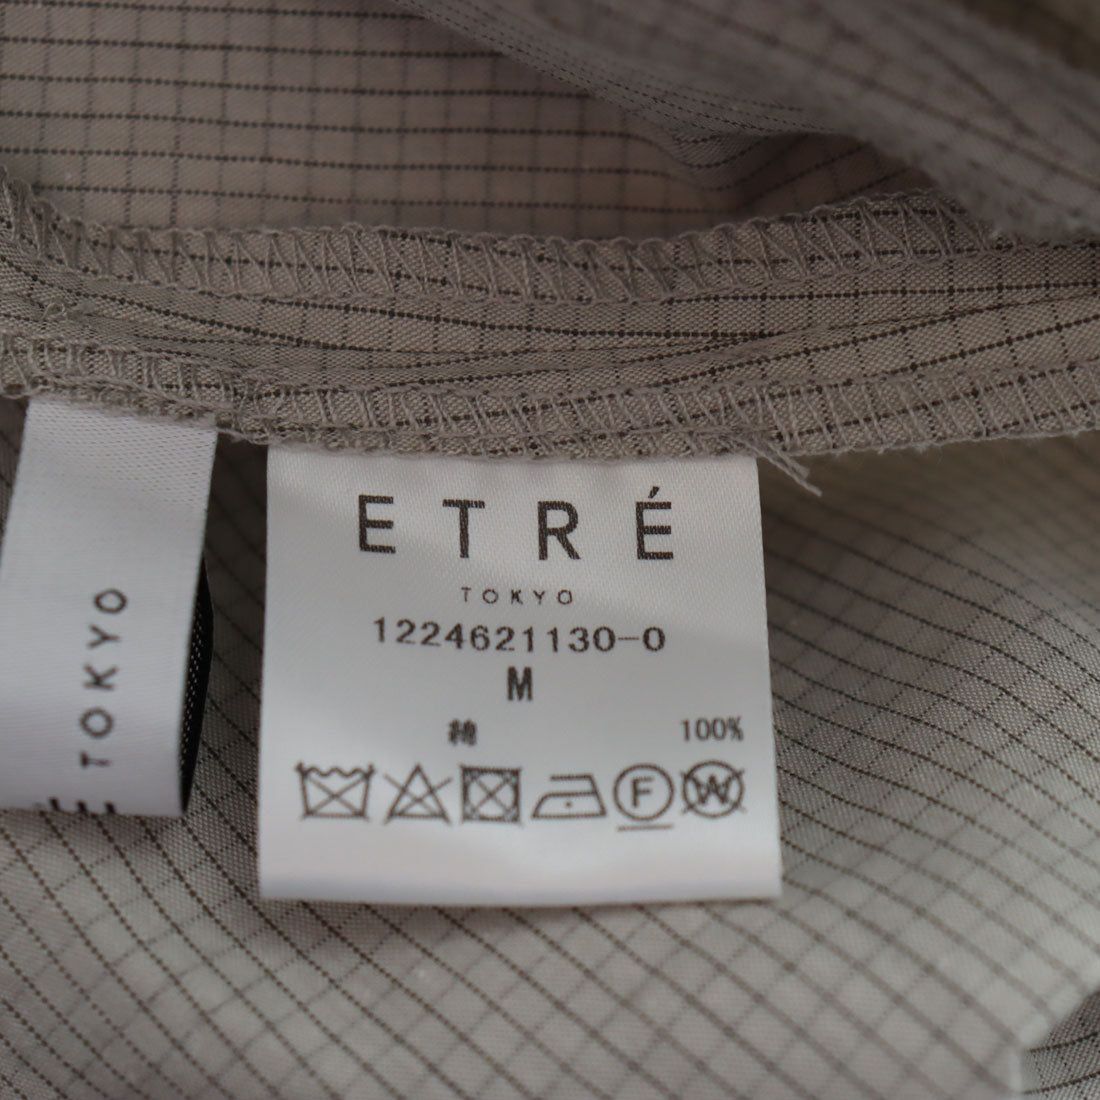 ETRÉ
TOKYO
1224621130-0
M
綿 100%
F W
TOKYO